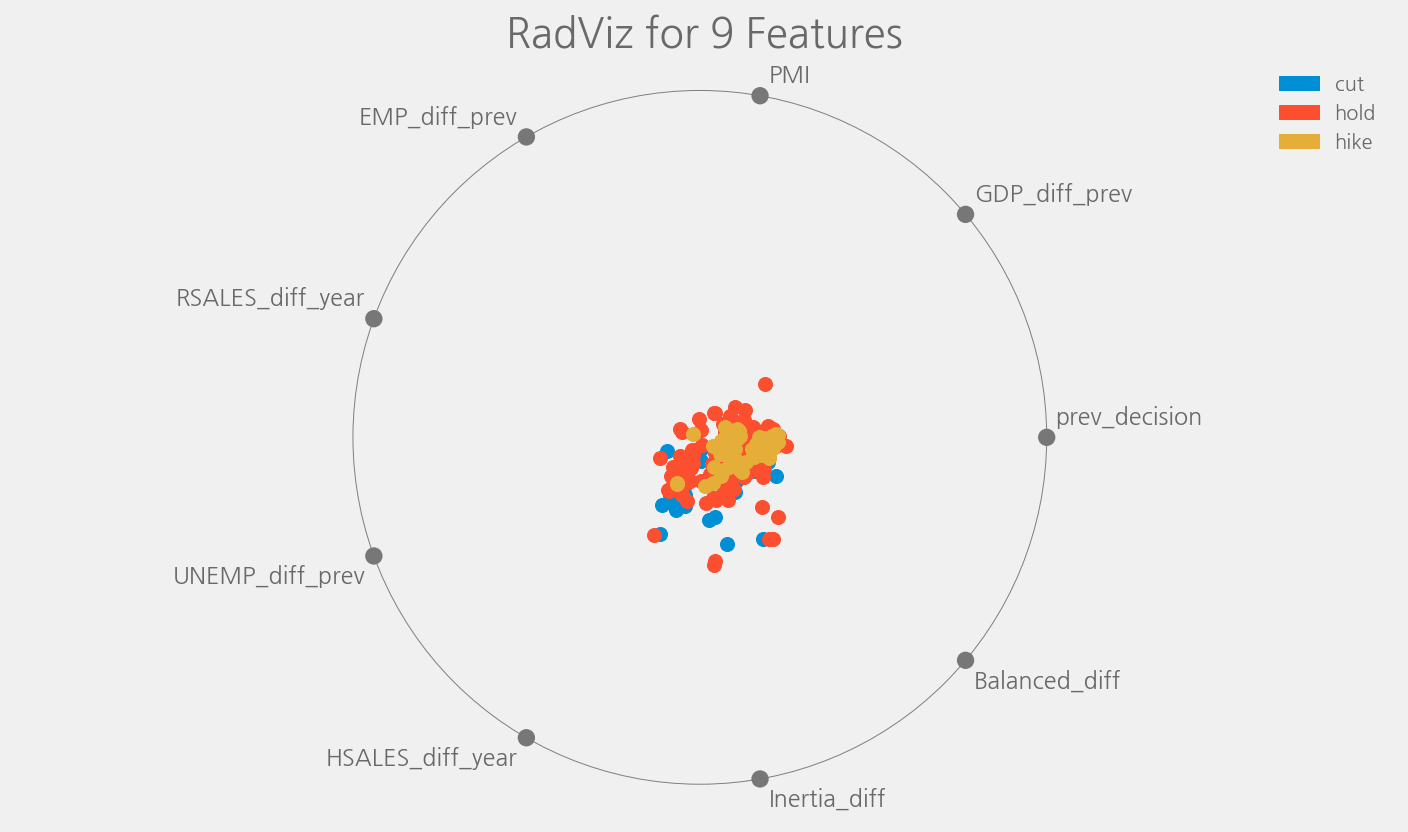 RadViz for 9 Features
PMI
cut
hold
hike
EMP_diff_prev
GDP_diff_prev
RSALES_diff_year
prev_decision
UNEMP_diff_prev
Balanced_diff
HSALES_diff_year
Inertia_diff